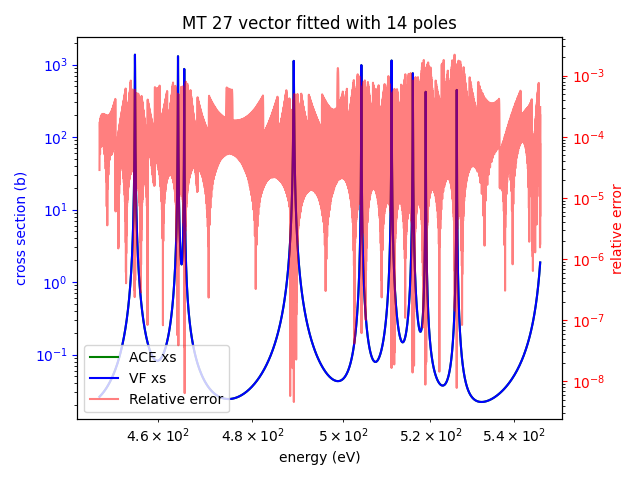 MT 27 vector fitted with 14 poles
cross section (b)
10³
10²
10¹
10⁰
10⁻¹
10⁻³
10⁻⁴
10⁻⁵
10⁻⁶
10⁻⁷
10⁻⁸
relative error
ACE xs
VF xs
Relative error
4.6 × 10² 4.8 × 10² 5 × 10² 5.2 × 10² 5.4 × 10²
energy (eV)